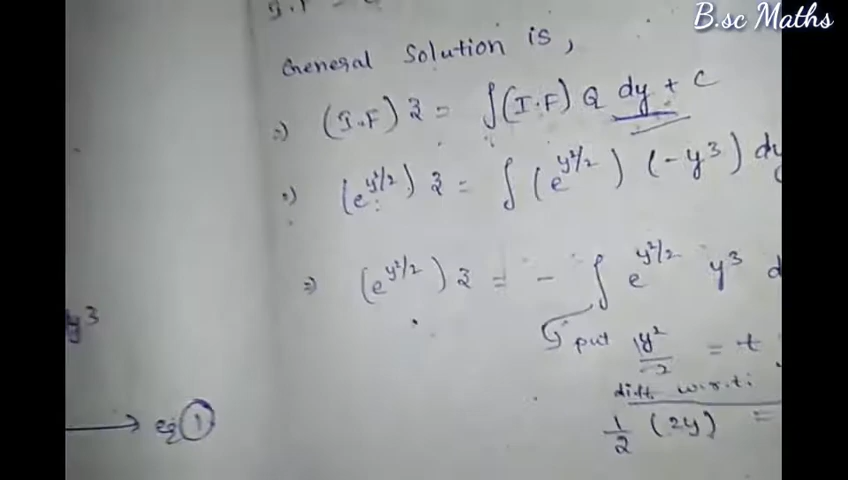 B.sc Maths
General Solution is,
⇒ (I.F) z = ∫(I.F) Q dy + C
⇒ (e^{y²/2}) z = ∫ (e^{y²/2}) (-y³) dy
⇒ (e^{y²/2}) z = - ∫ e^{y²/2} y³ d
y³
put y²/2 = t
diff. w.r.t.
→ eq ①
1/2 (2y) =